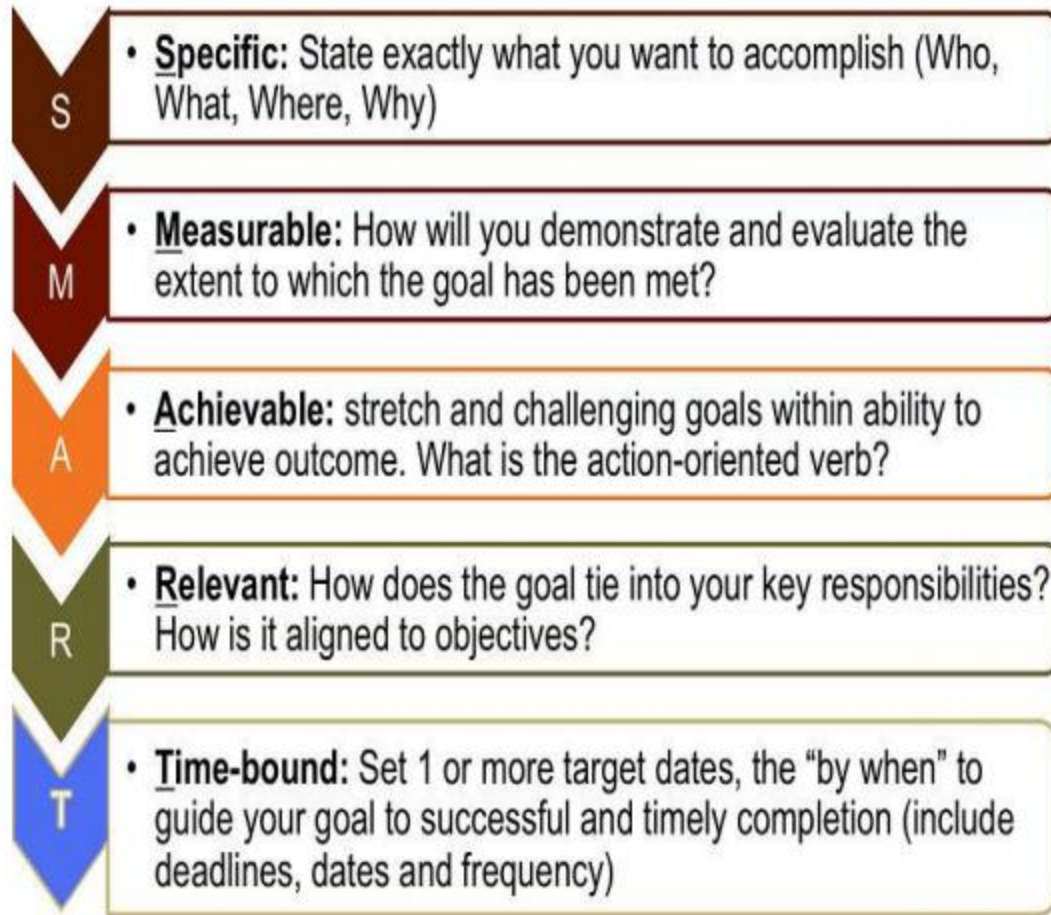 S
• Specific: State exactly what you want to accomplish (Who,
What, Where, Why)
M
• Measurable: How will you demonstrate and evaluate the
extent to which the goal has been met?
A
• Achievable: stretch and challenging goals within ability to
achieve outcome. What is the action-oriented verb?
R
• Relevant: How does the goal tie into your key responsibilities?
How is it aligned to objectives?
T
• Time-bound: Set 1 or more target dates, the “by when” to
guide your goal to successful and timely completion (include
deadlines, dates and frequency)